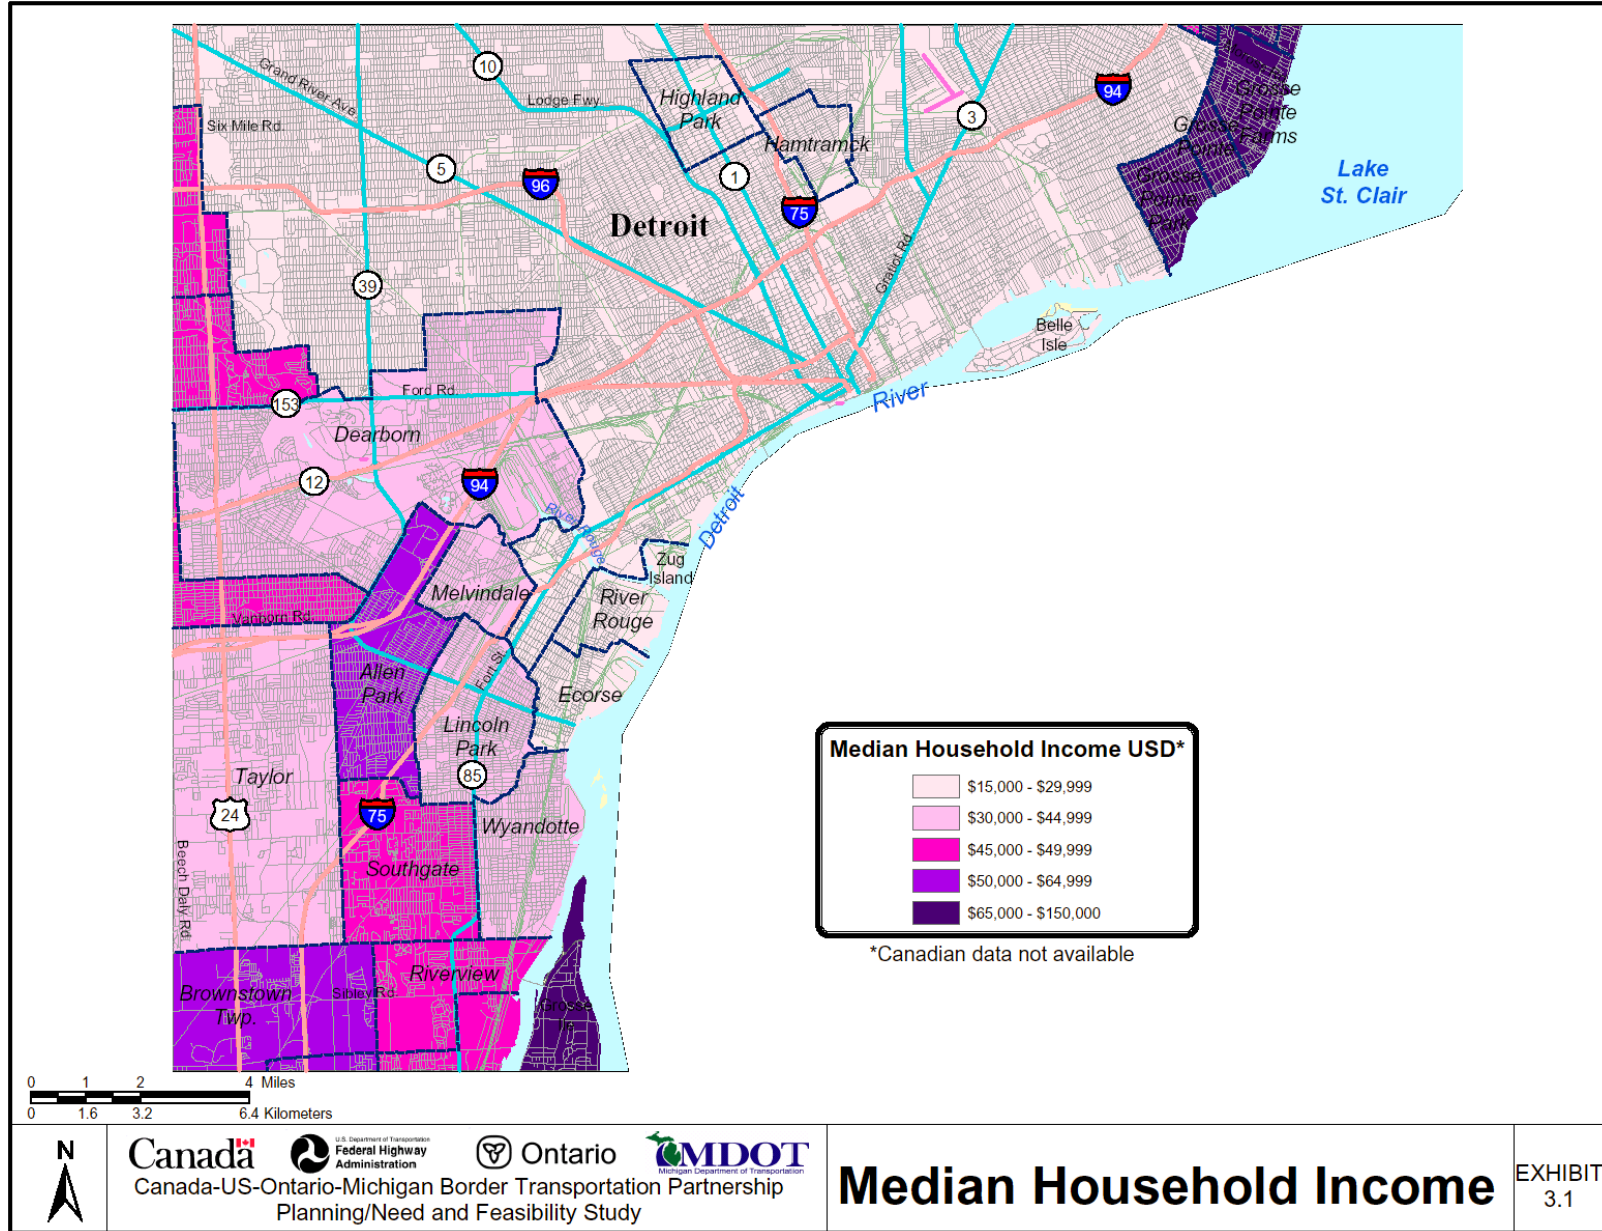 Grand River Ave.
10
Lodge Fwy.
Highland
Park
Hamtramck
94
3
Grosse
Pointe
Farms
Six Mile Rd.
5
96
1
75
Detroit
Lake
St. Clair
Grosse
Pointe
Park
39
Gratiot Rd.
Belle
Isle
River
Ford Rd.
153
Dearborn
12
94
River Rouge
Detroit
Zug
Island
Melvindale
River
Rouge
Vanborn Rd.
Allen
Park
Fort St.
Ecorse
Lincoln
Park
85
Taylor
24
75
Wyandotte
Southgate
Beech Daly Rd.
Riverview
Brownstown
Twp.
Sibley Rd.
Grosse
Median Household Income USD*
$15,000 - $29,999
$30,000 - $44,999
$45,000 - $49,999
$50,000 - $64,999
$65,000 - $150,000
*Canadian data not available
0 1 2 4 Miles
0 1.6 3.2 6.4 Kilometers
N
Canada
U.S. Department of Transportation
Federal Highway
Administration
Ontario
MDOT
Michigan Department of Transportation
Canada-US-Ontario-Michigan Border Transportation Partnership
Planning/Need and Feasibility Study
Median Household Income
EXHIBIT
3.1